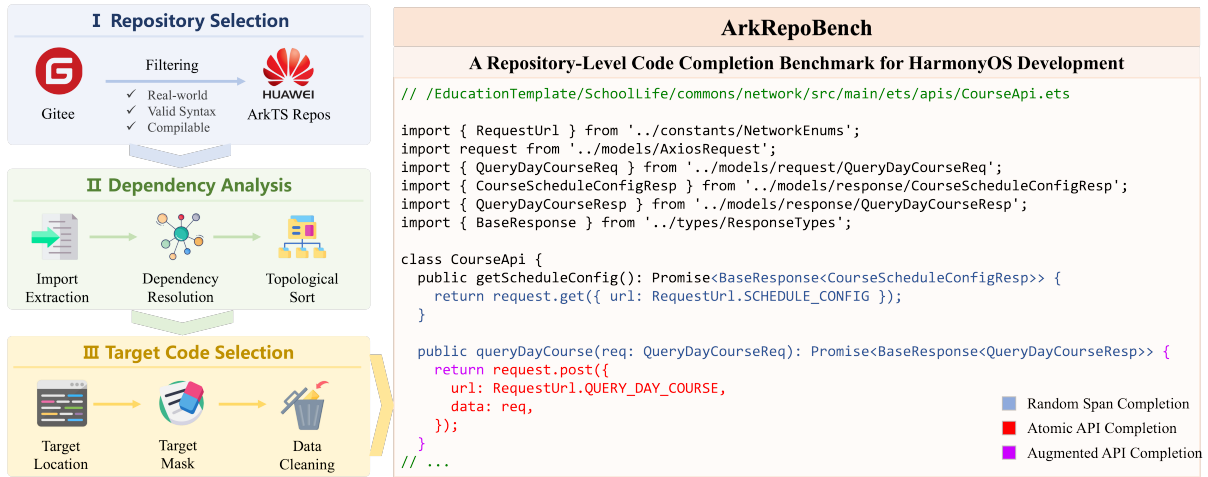 Ⅰ Repository Selection
Gitee
Filtering
✓ Real-world
✓ Valid Syntax
✓ Compilable
HUAWEI
ArkTS Repos
Ⅱ Dependency Analysis
Import
Extraction
Dependency
Resolution
Topological
Sort
Ⅲ Target Code Selection
Target
Location
Target
Mask
Data
Cleaning
ArkRepoBench
A Repository-Level Code Completion Benchmark for HarmonyOS Development
// /EducationTemplate/SchoolLife/commons/network/src/main/ets/apis/CourseApi.ets
import { RequestUrl } from '../constants/NetworkEnums';
import request from '../models/AxiosRequest';
import { QueryDayCourseReq } from '../models/request/QueryDayCourseReq';
import { CourseScheduleConfigResp } from '../models/response/CourseScheduleConfigResp';
import { QueryDayCourseResp } from '../models/response/QueryDayCourseResp';
import { BaseResponse } from '../types/ResponseTypes';
class CourseApi {
  public getScheduleConfig(): Promise<BaseResponse<CourseScheduleConfigResp>> {
    return request.get({ url: RequestUrl.SCHEDULE_CONFIG });
  }
  public queryDayCourse(req: QueryDayCourseReq): Promise<BaseResponse<QueryDayCourseResp>> {
    return request.post({
      url: RequestUrl.QUERY_DAY_COURSE,
      data: req,
    });
  }
// ...
Random Span Completion
Atomic API Completion
Augmented API Completion